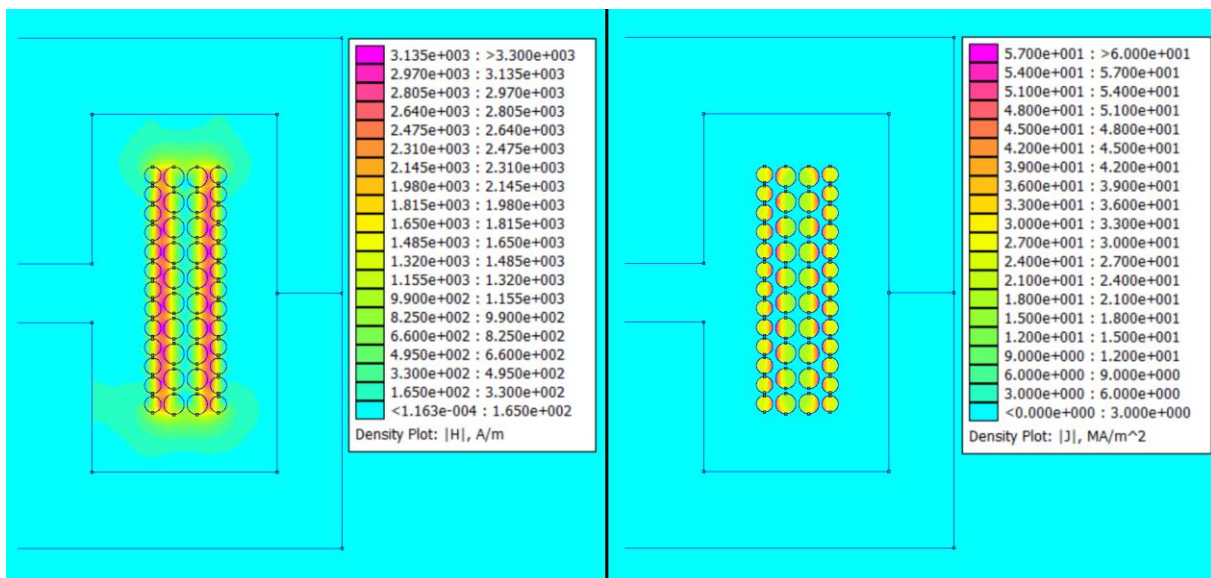 3.135e+003 : >3.300e+003
2.970e+003 : 3.135e+003
2.805e+003 : 2.970e+003
2.640e+003 : 2.805e+003
2.475e+003 : 2.640e+003
2.310e+003 : 2.475e+003
2.145e+003 : 2.310e+003
1.980e+003 : 2.145e+003
1.815e+003 : 1.980e+003
1.650e+003 : 1.815e+003
1.485e+003 : 1.650e+003
1.320e+003 : 1.485e+003
1.155e+003 : 1.320e+003
9.900e+002 : 1.155e+003
8.250e+002 : 9.900e+002
6.600e+002 : 8.250e+002
4.950e+002 : 6.600e+002
3.300e+002 : 4.950e+002
1.650e+002 : 3.300e+002
<1.163e-004 : 1.650e+002
Density Plot: |H|, A/m
5.700e+001 : >6.000e+001
5.400e+001 : 5.700e+001
5.100e+001 : 5.400e+001
4.800e+001 : 5.100e+001
4.500e+001 : 4.800e+001
4.200e+001 : 4.500e+001
3.900e+001 : 4.200e+001
3.600e+001 : 3.900e+001
3.300e+001 : 3.600e+001
3.000e+001 : 3.300e+001
2.700e+001 : 3.000e+001
2.400e+001 : 2.700e+001
2.100e+001 : 2.400e+001
1.800e+001 : 2.100e+001
1.500e+001 : 1.800e+001
1.200e+001 : 1.500e+001
9.000e+000 : 1.200e+001
6.000e+000 : 9.000e+000
3.000e+000 : 6.000e+000
<0.000e+000 : 3.000e+000
Density Plot: |J|, MA/m^2